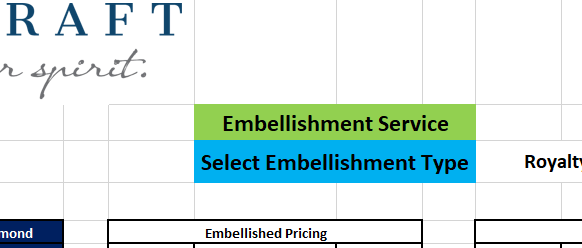 RAFT
r spirit.
Embellishment Service
Select Embellishment Type
Royalty
mond
Embellished Pricing